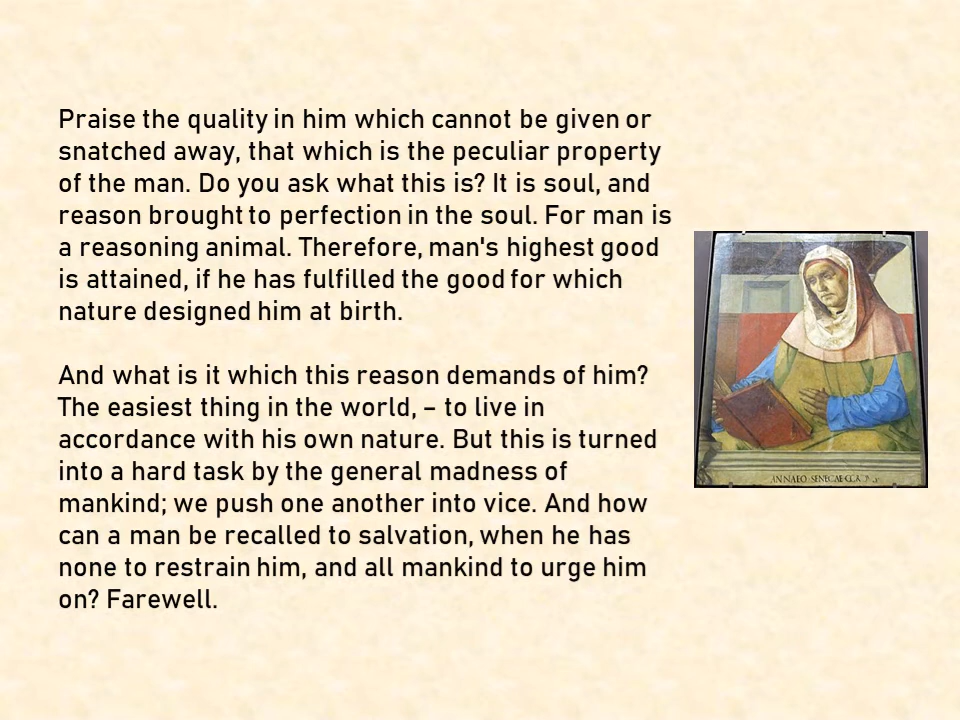 Praise the quality in him which cannot be given or
snatched away, that which is the peculiar property
of the man. Do you ask what this is? It is soul, and
reason brought to perfection in the soul. For man is
a reasoning animal. Therefore, man's highest good
is attained, if he has fulfilled the good for which
nature designed him at birth.
And what is it which this reason demands of him?
The easiest thing in the world, – to live in
accordance with his own nature. But this is turned
into a hard task by the general madness of
mankind; we push one another into vice. And how
can a man be recalled to salvation, when he has
none to restrain him, and all mankind to urge him
on? Farewell.
ANNAEO SENECAE